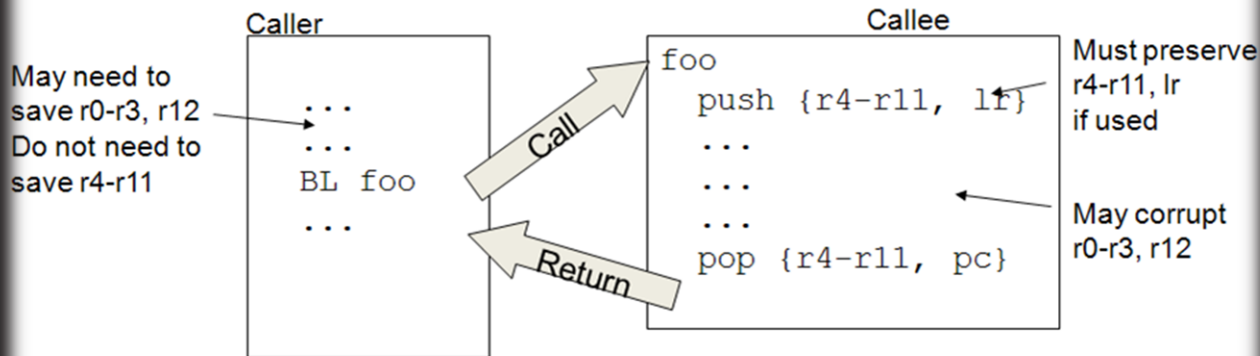 Caller
May need to
save r0-r3, r12
Do not need to
save r4-r11
...
...
BL foo
...
Call
Return
Callee
foo
push {r4-r11, lr}
...
...
...
pop {r4-r11, pc}
Must preserve
r4-r11, lr
if used
May corrupt
r0-r3, r12